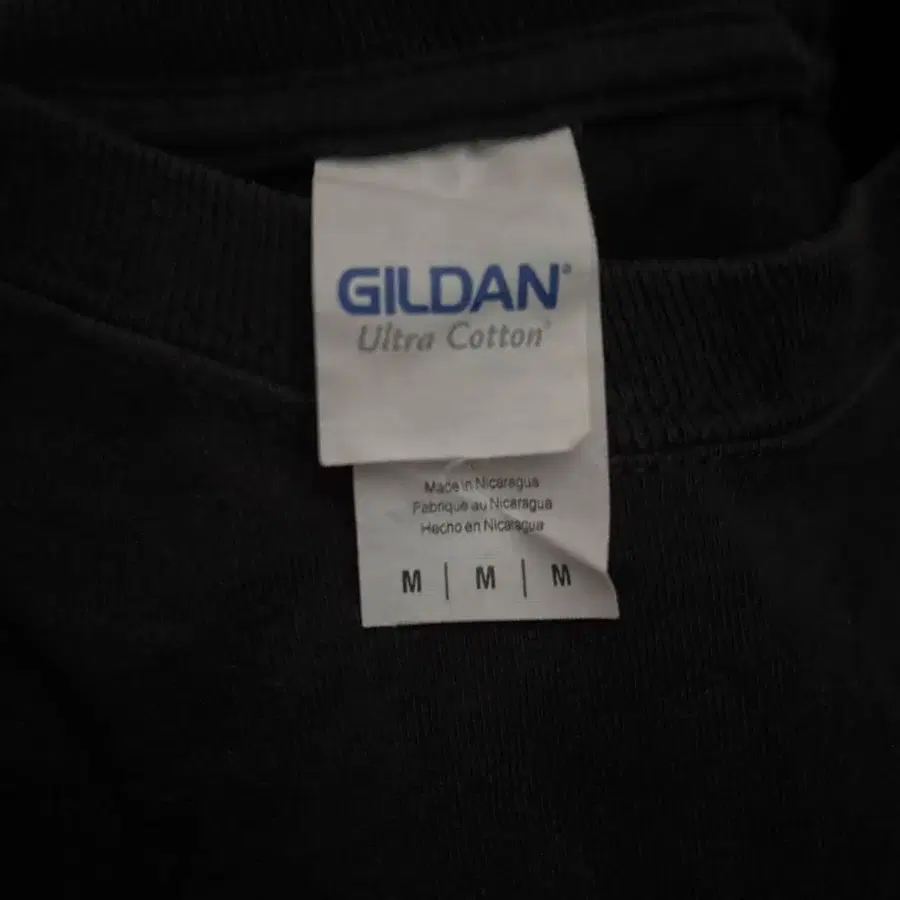 GILDAN®
Ultra Cotton®
Made in Nicaragua
Fabriqué au Nicaragua
Hecho en Nicaragua
M | M | M